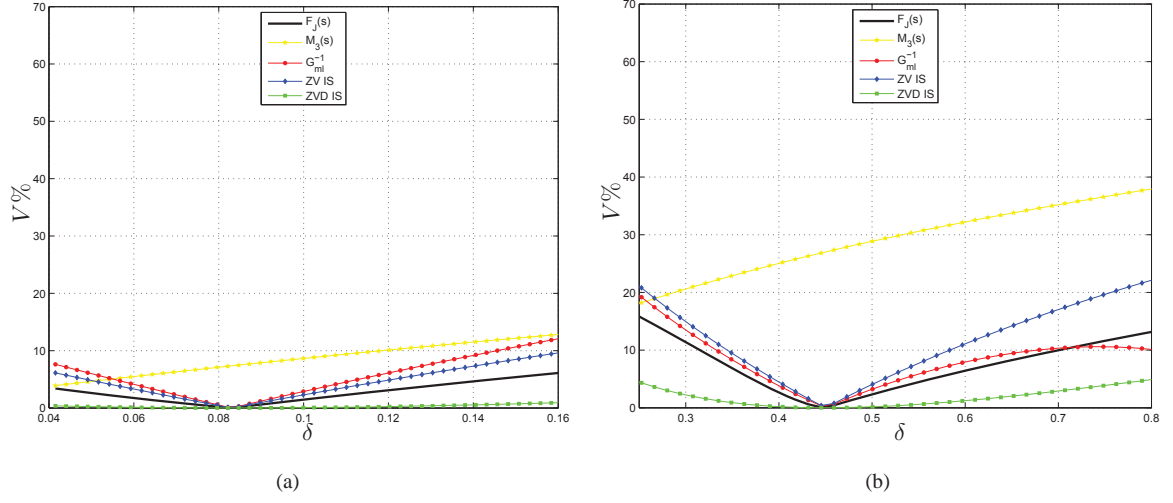 70
60
50
40
30
20
10
0
V%
0.04
0.06
0.08
0.1
0.12
0.14
0.16
δ
F_J(s)
M_3(s)
G_ml^-1
ZV IS
ZVD IS
(a)
70
60
50
40
30
20
10
0
V%
0.3
0.4
0.5
0.6
0.7
0.8
δ
F_J(s)
M_3(s)
G_ml^-1
ZV IS
ZVD IS
(b)